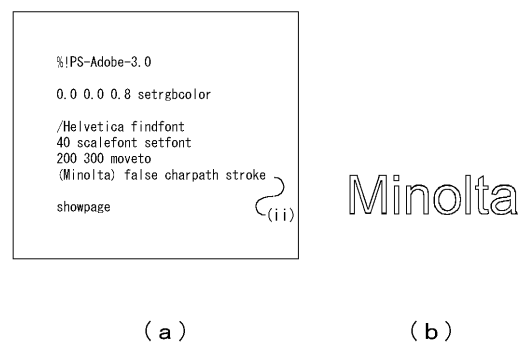 %!PS-Adobe-3.0
0.0 0.0 0.8 setrgbcolor
/Helvetica findfont
40 scalefont setfont
200 300 moveto
(Minolta) false charpath stroke
showpage
(ii)
Minolta
(a)
(b)